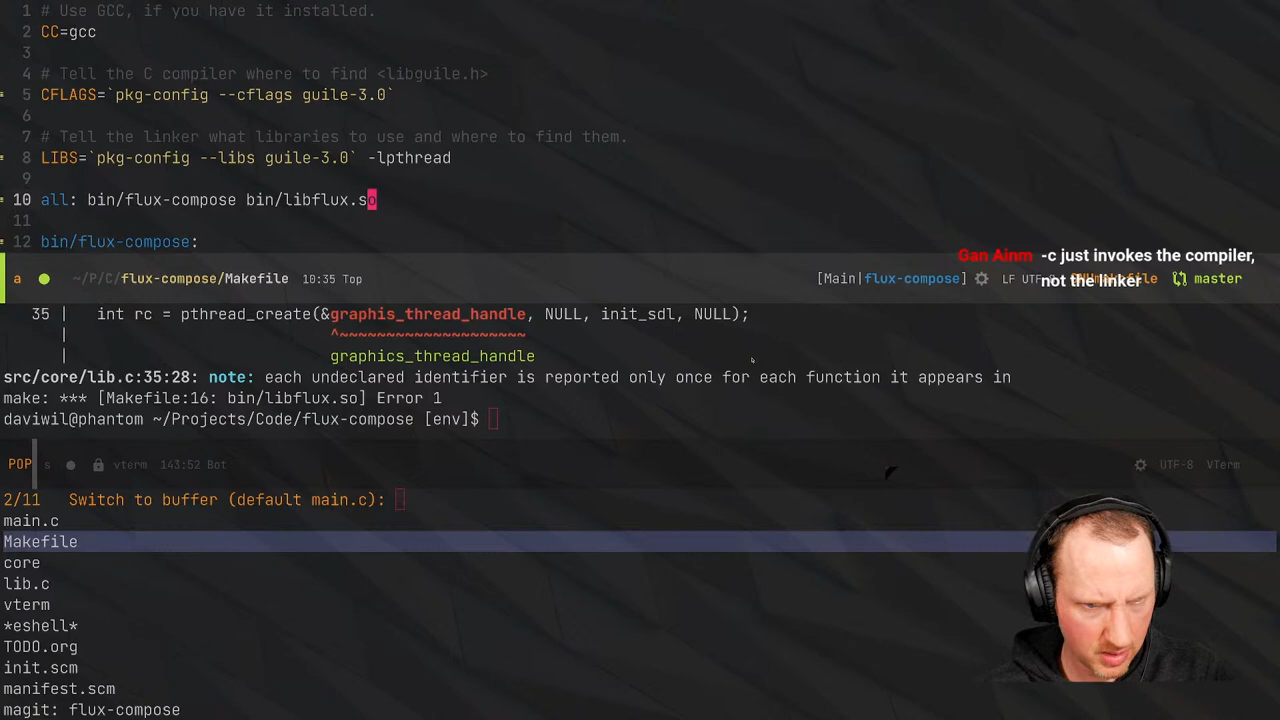 1 # Use GCC, if you have it installed.
2 CC=gcc
3
4 # Tell the C compiler where to find <libguile.h>
5 CFLAGS=`pkg-config --cflags guile-3.0`
6
7 # Tell the linker what libraries to use and where to find them.
8 LIBS=`pkg-config --libs guile-3.0` -lpthread
9
10 all: bin/flux-compose bin/libflux.so
11
12 bin/flux-compose:
Gan Ainm -c just invokes the compiler,
not the linker
a ~/P/C/flux-compose/Makefile 10:35 Top [Main|flux-compose] LF UTF-8 master
35 | int rc = pthread_create(&graphis_thread_handle, NULL, init_sdl, NULL);
| ^~~~~~~~~~~~~~~~~~~~~
| graphics_thread_handle
src/core/lib.c:35:28: note: each undeclared identifier is reported only once for each function it appears in
make: *** [Makefile:16: bin/libflux.so] Error 1
daviwil@phantom ~/Projects/Code/flux-compose [env]$
POP s vterm 143:52 Bot UTF-8 VTerm
2/11 Switch to buffer (default main.c):
main.c
Makefile
core
lib.c
vterm
*eshell*
TODO.org
init.scm
manifest.scm
magit: flux-compose